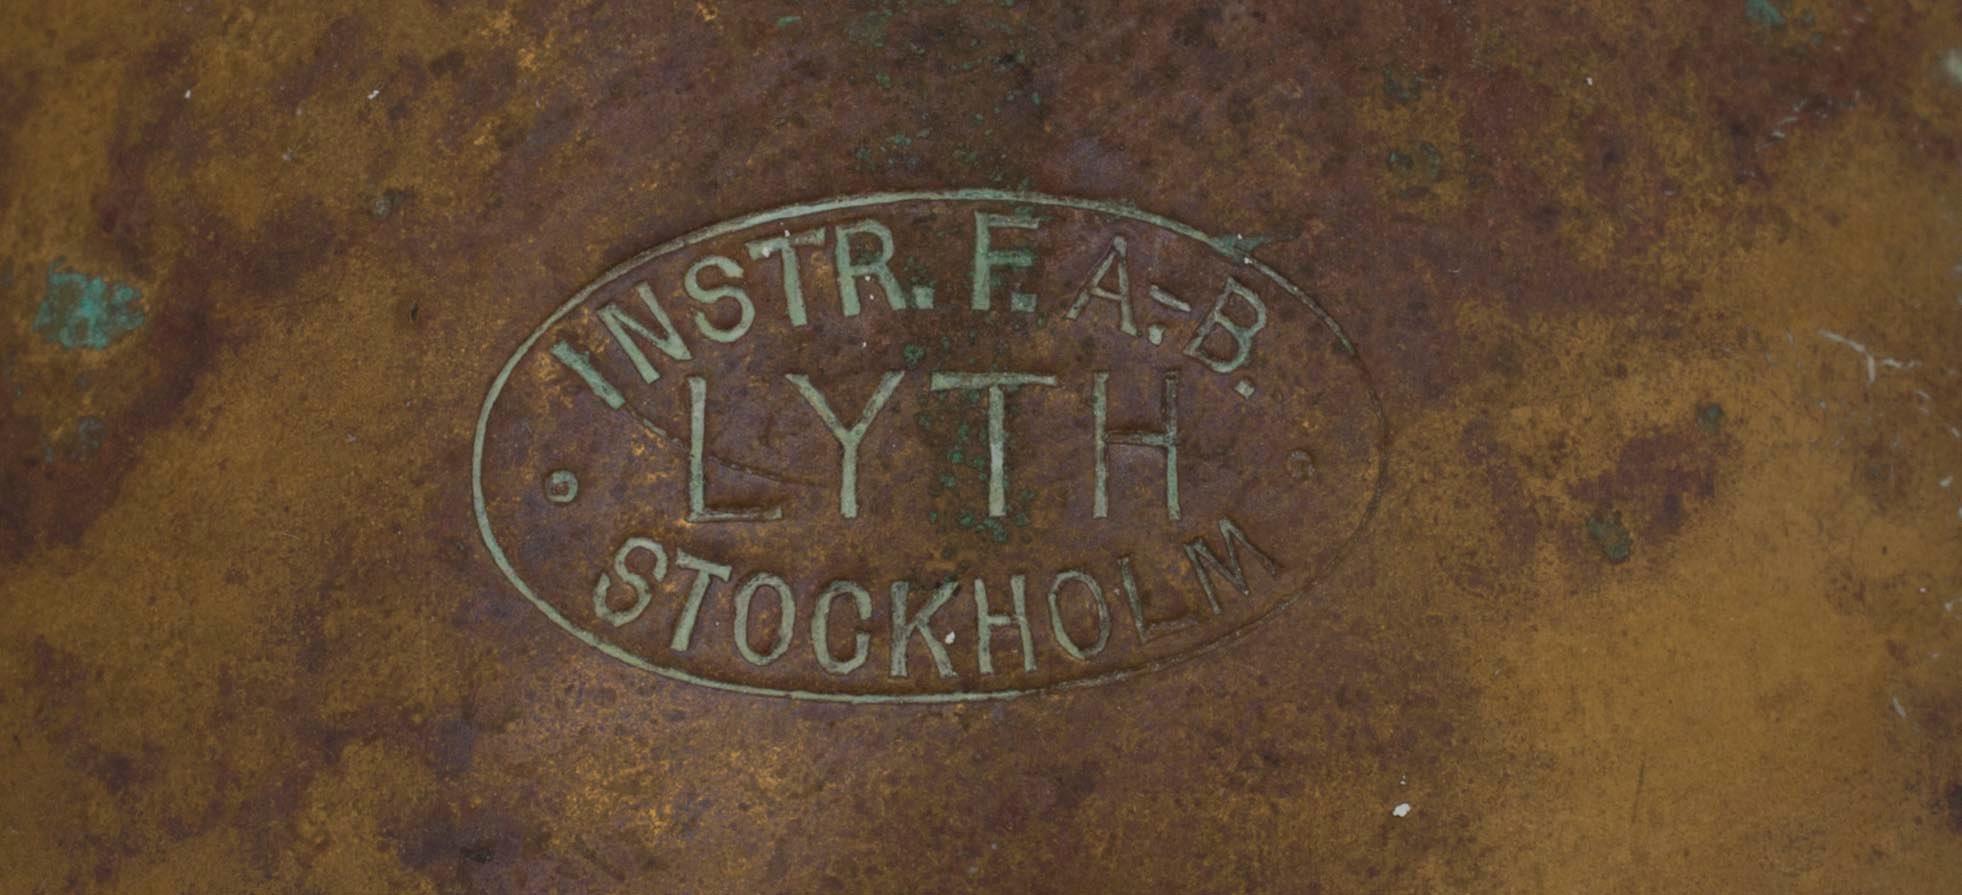 INSTR. F. A.-B.
LYTH
STOCKHOLM